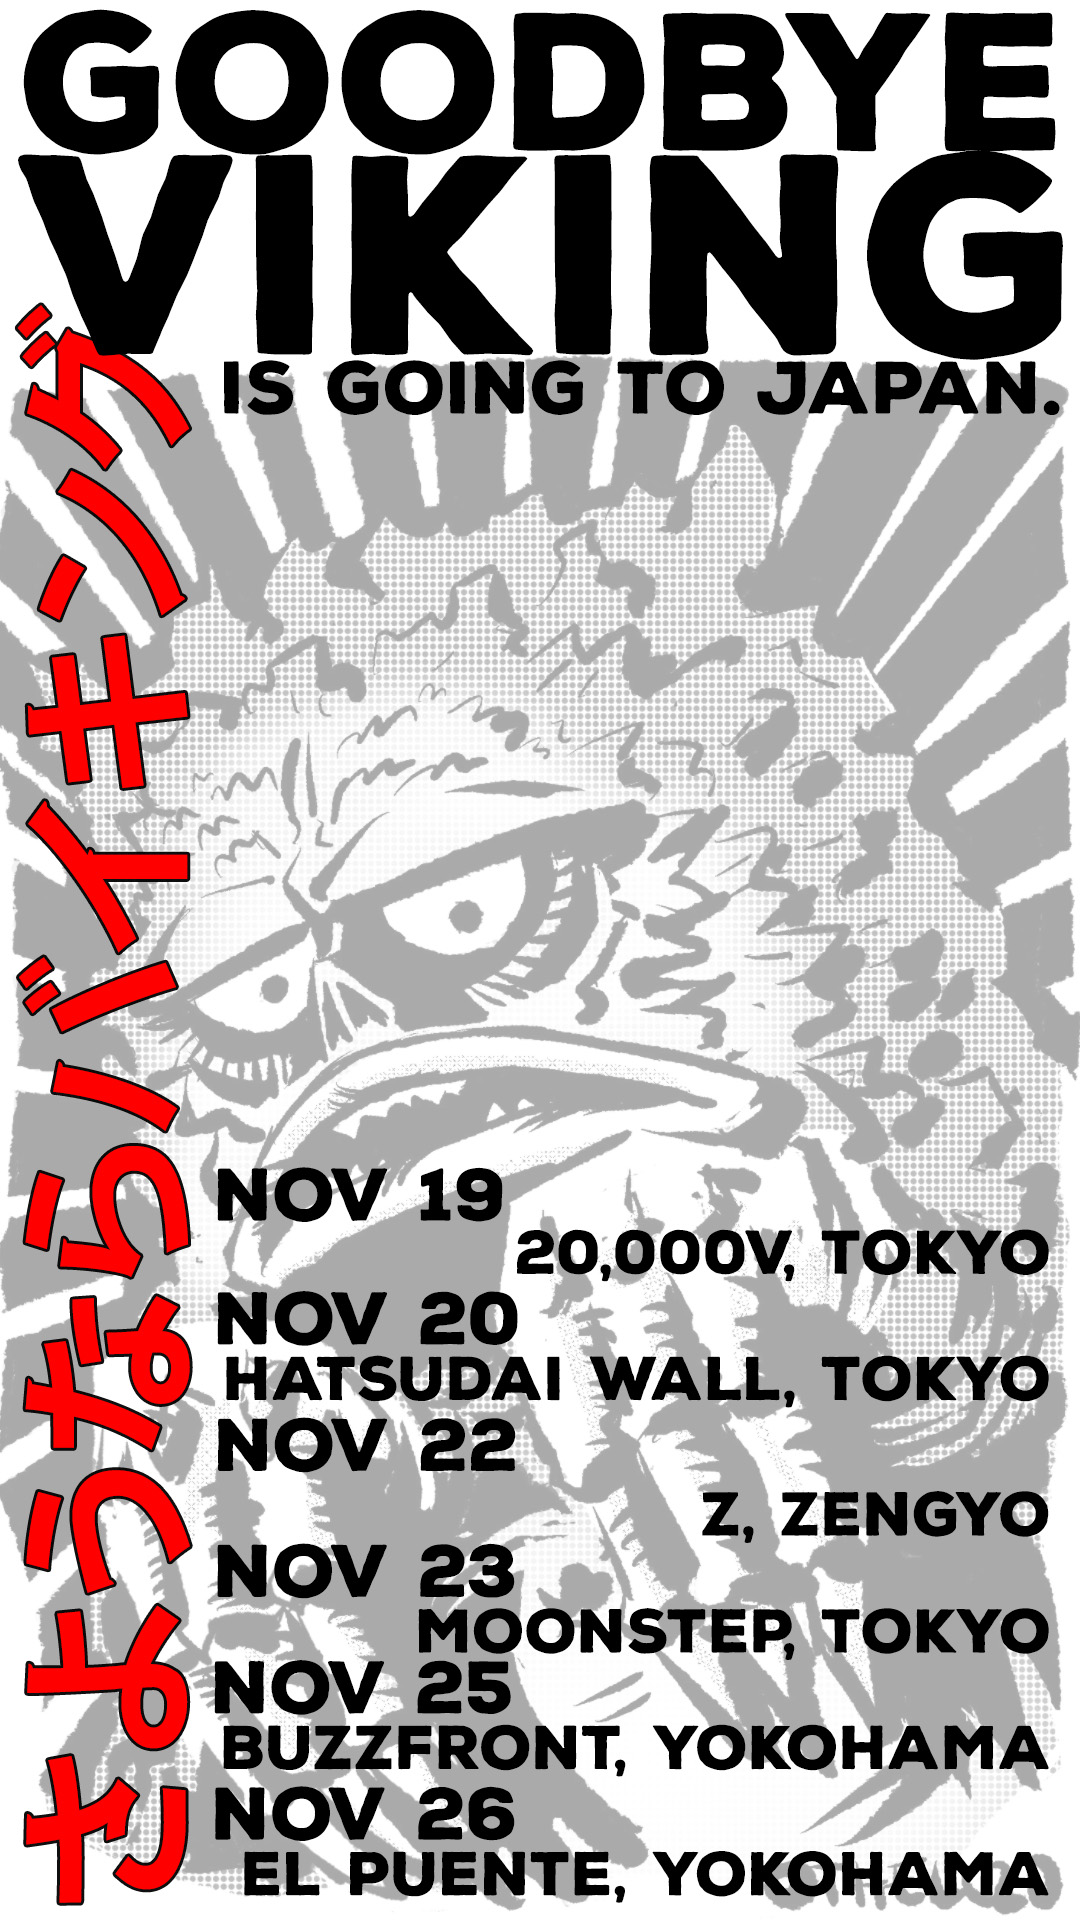 GOODBYE
VIKING
IS GOING TO JAPAN.
さようならバイキング
NOV 19
20,000V, TOKYO
NOV 20
HATSUDAI WALL, TOKYO
NOV 22
Z, ZENGYO
NOV 23
MOONSTEP, TOKYO
NOV 25
BUZZFRONT, YOKOHAMA
NOV 26
EL PUENTE, YOKOHAMA